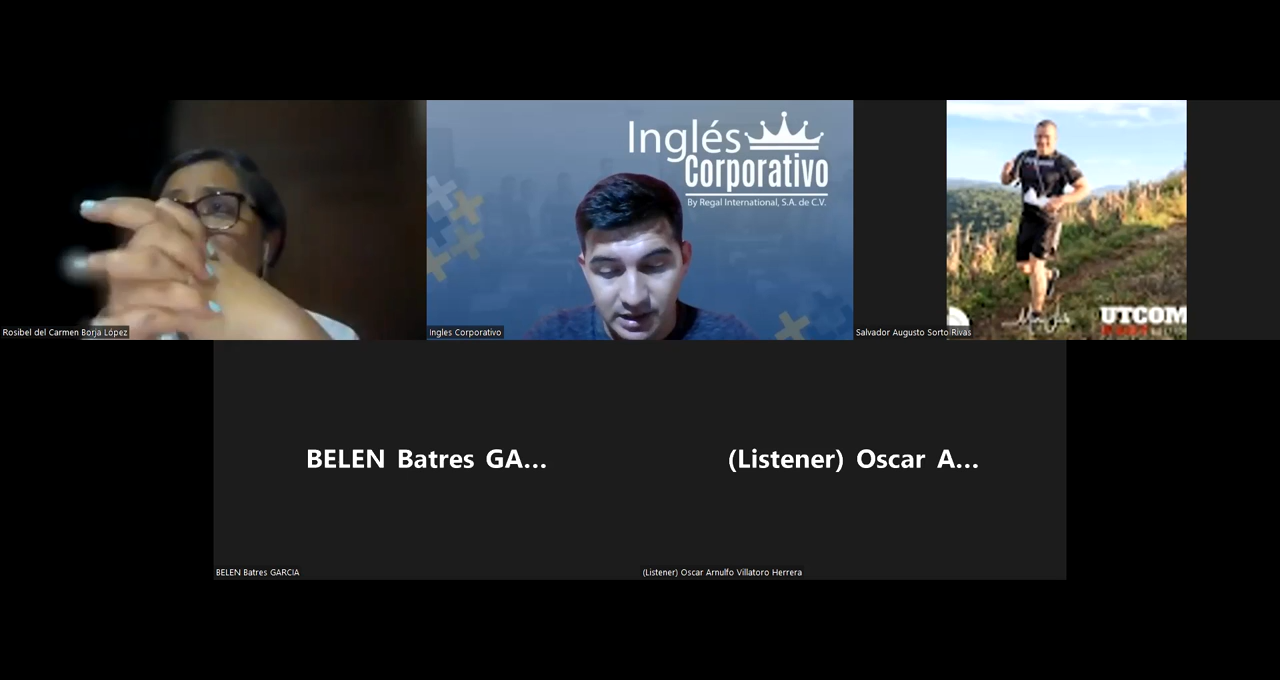 Inglés
Corporativo
By Regal International, S.A. de C.V.
UTCOM
Rosibel del Carmen Borja López
Ingles Corporativo
Salvador Augusto Sorto Rivas
BELEN Batres GA...
(Listener) Oscar A...
BELEN Batres GARCIA
(Listener) Oscar Arnulfo Villatoro Herrera